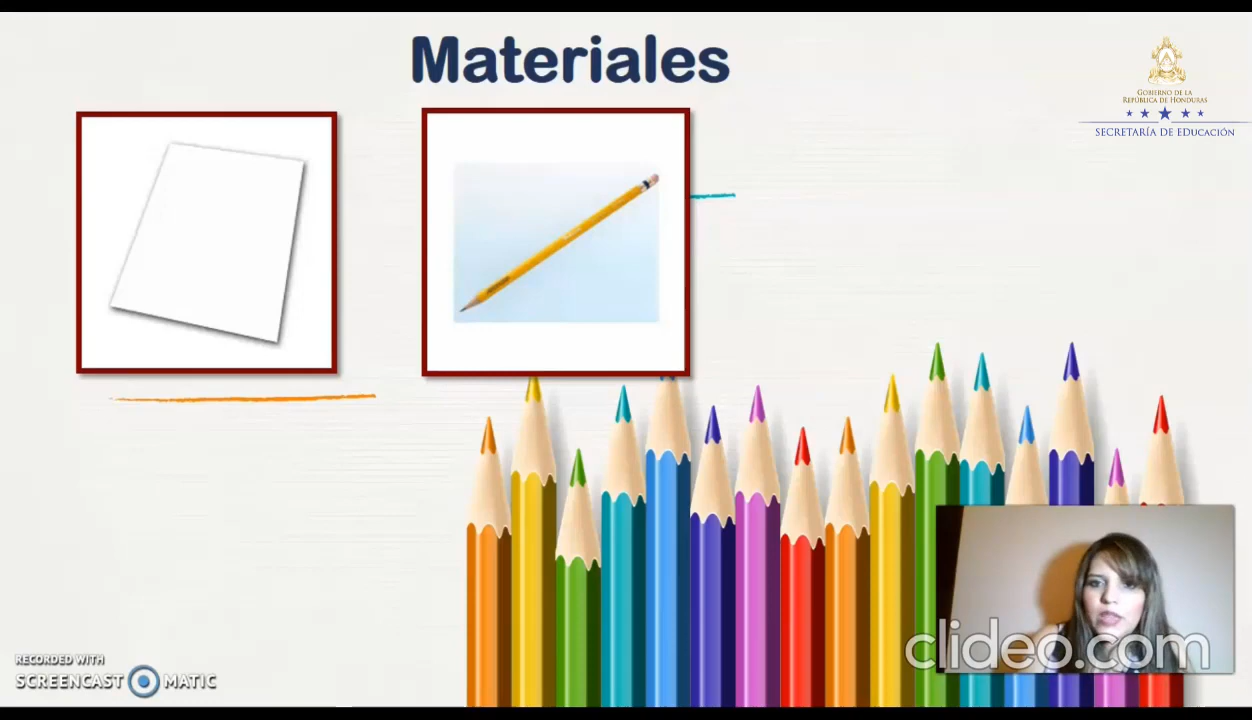 Materiales
GOBIERNO DE LA
REPÚBLICA DE HONDURAS
SECRETARÍA DE EDUCACIÓN
clideo.com
RECORDED WITH
SCREENCAST MATIC